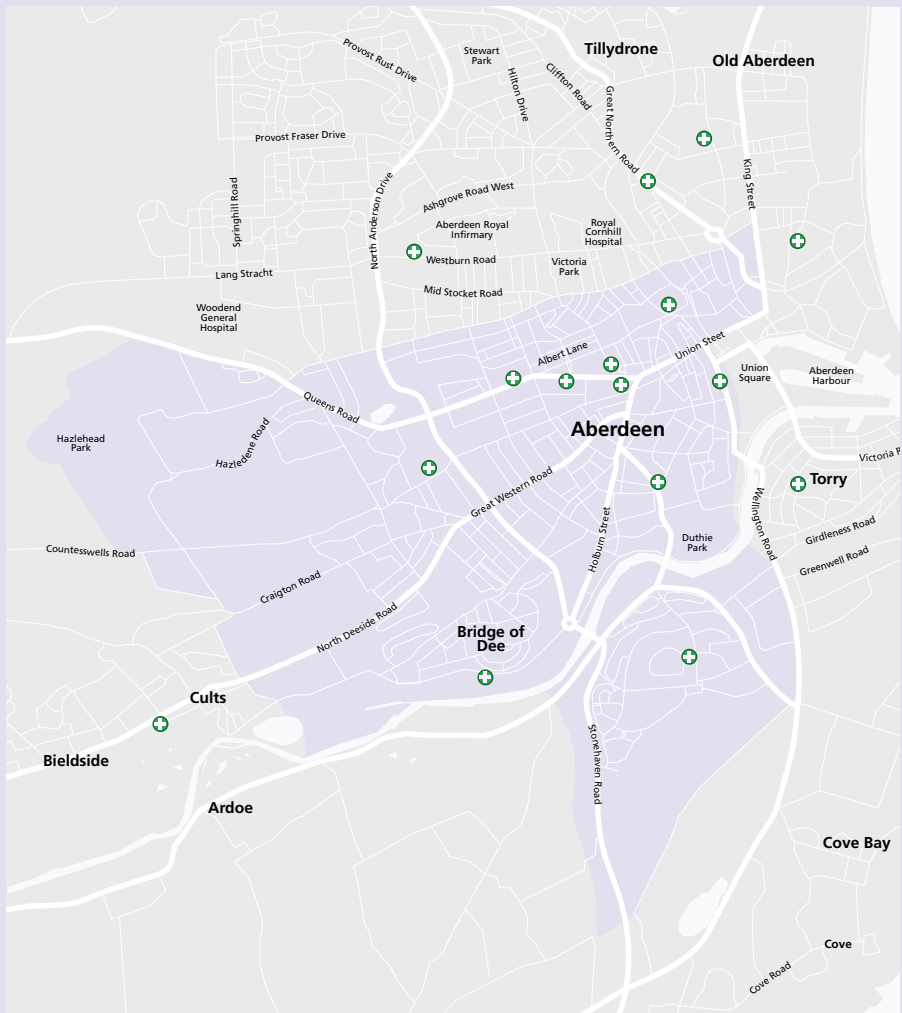 Provost Rust Drive
Stewart
Park
Tillydrone
Old Aberdeen
Hilton Drive
Cliffton Road
Great Northern Road
Provost Fraser Drive
King Street
Springhill Road
North Anderson Drive
Ashgrove Road West
Aberdeen Royal
Infirmary
Royal
Cornhill
Hospital
Westburn Road
Victoria
Park
Lang Stracht
Mid Stocket Road
Woodend
General
Hospital
Albert Lane
Union Steet
Union
Square
Aberdeen
Harbour
Queens Road
Aberdeen
Hazlehead
Park
Hazledene Road
Great Western Road
Victoria R
Torry
Wellington Road
Holburn Street
Duthie
Park
Girdleness Road
Greenwell Road
Countesswells Road
Craigton Road
North Deeside Road
Bridge of
Dee
Cults
Bieldside
Stonehaven Road
Ardoe
Cove Bay
Cove
Cove Road